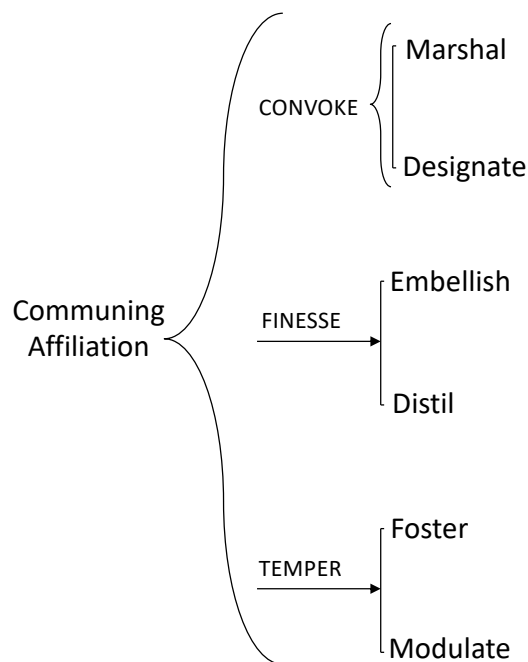 Marshal
CONVOKE
Designate
Embellish
Communing
Affiliation
FINESSE
Distil
Foster
TEMPER
Modulate